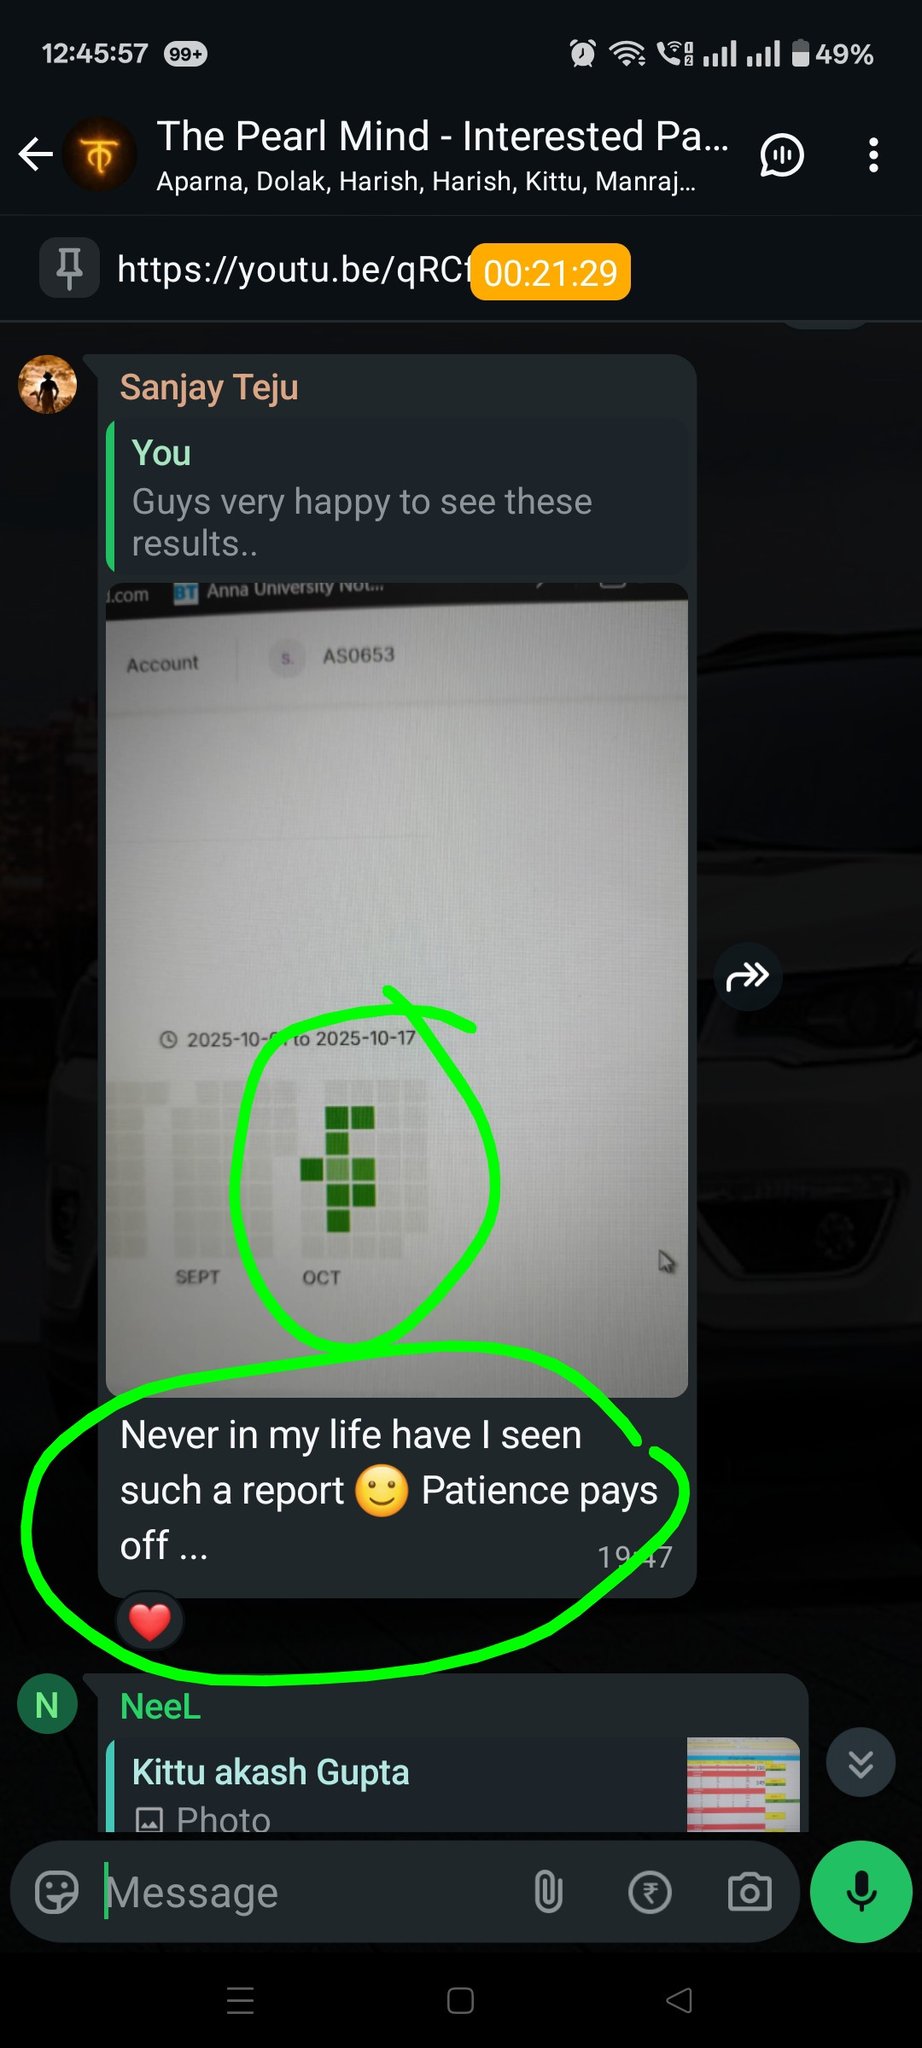 12:45:57 99+ 49%
The Pearl Mind - Interested Pa...
Aparna, Dolak, Harish, Harish, Kittu, Manraj...
https://youtu.be/qRC 00:21:29
Sanjay Teju
You
Guys very happy to see these
results..
.com BT Anna University Not...
Account S. AS0653
2025-10- to 2025-10-17
SEPT OCT
Never in my life have I seen
such a report 🙂 Patience pays
off ...
19:47
N NeeL
Kittu akash Gupta
Photo
Message